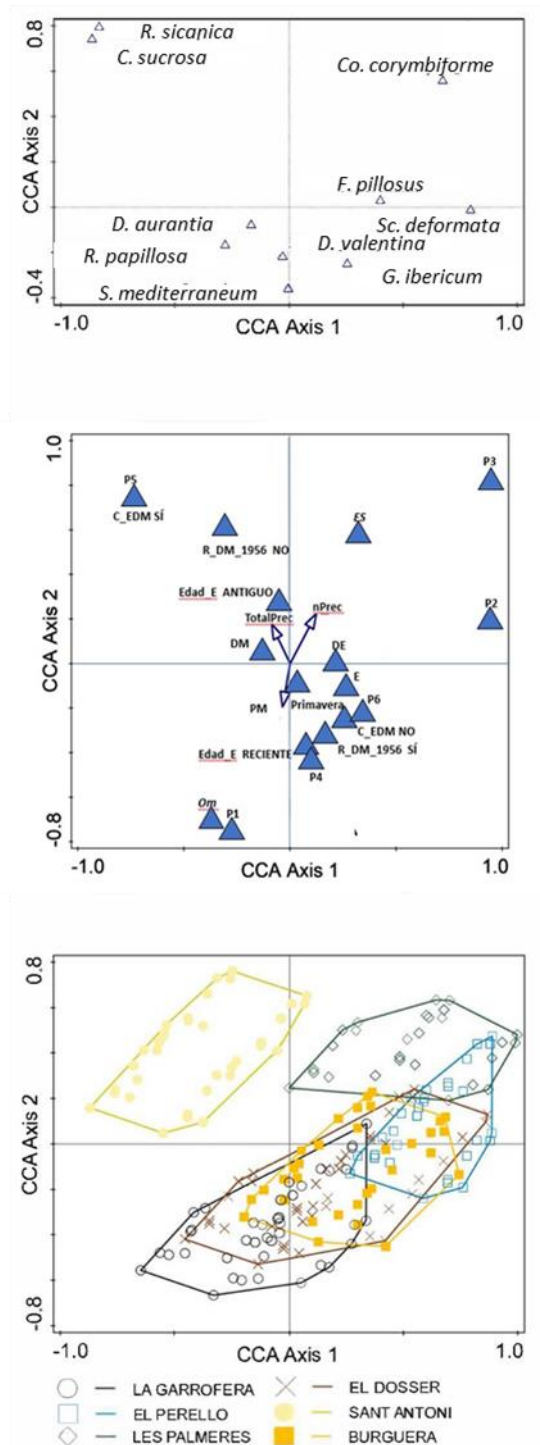 0.8
R. sicanica
C. sucrosa
Co. corymbiforme
CCA Axis 2
F. pillosus
D. aurantia
Sc. deformata
R. papillosa
D. valentina
G. ibericum
S. mediterraneum
-0.4
-1.0
CCA Axis 1
1.0
1.0
P5
P3
C_EDM SÍ
ES
R_DM_1956 NO
CCA Axis 2
Edad_E ANTIGUO
nPrec
P2
TotalPrec
DM
DE
E
PM
Primavera
P6
C_EDM NO
Edad_E RECIENTE
R_DM_1956 SÍ
P4
Om
P1
-0.8
-1.0
CCA Axis 1
1.0
0.8
CCA Axis 2
-0.8
-1.0
CCA Axis 1
1.0
LA GARROFERA
EL DOSSER
EL PERELLO
SANT ANTONI
LES PALMERES
BURGUERA